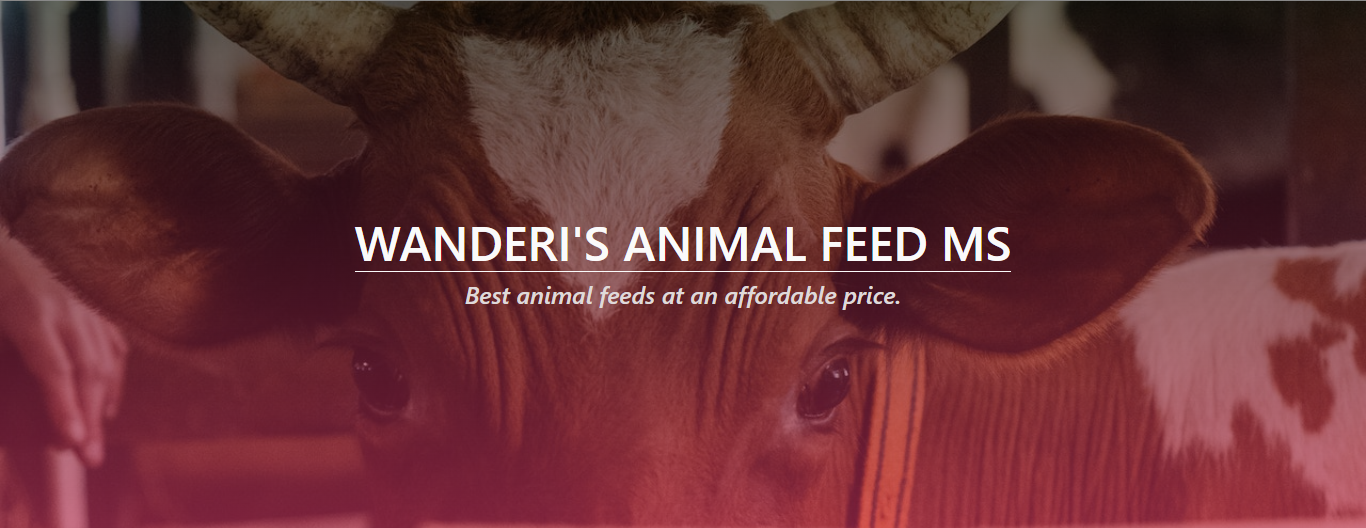 WANDERI'S ANIMAL FEED MS
Best animal feeds at an affordable price.